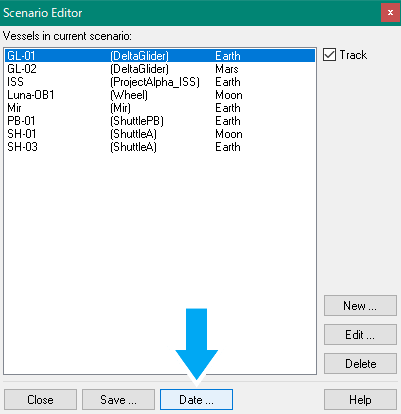 Scenario Editor
x
Vessels in current scenario:
GL-01 (DeltaGlider) Earth
GL-02 (DeltaGlider) Mars
ISS (ProjectAlpha_ISS) Earth
Luna-OB1 (Wheel) Moon
Mir (Mir) Earth
PB-01 (ShuttlePB) Earth
SH-01 (ShuttleA) Moon
SH-03 (ShuttleA) Earth
Track
New ...
Edit ...
Delete
Close Save ... Date ... Help